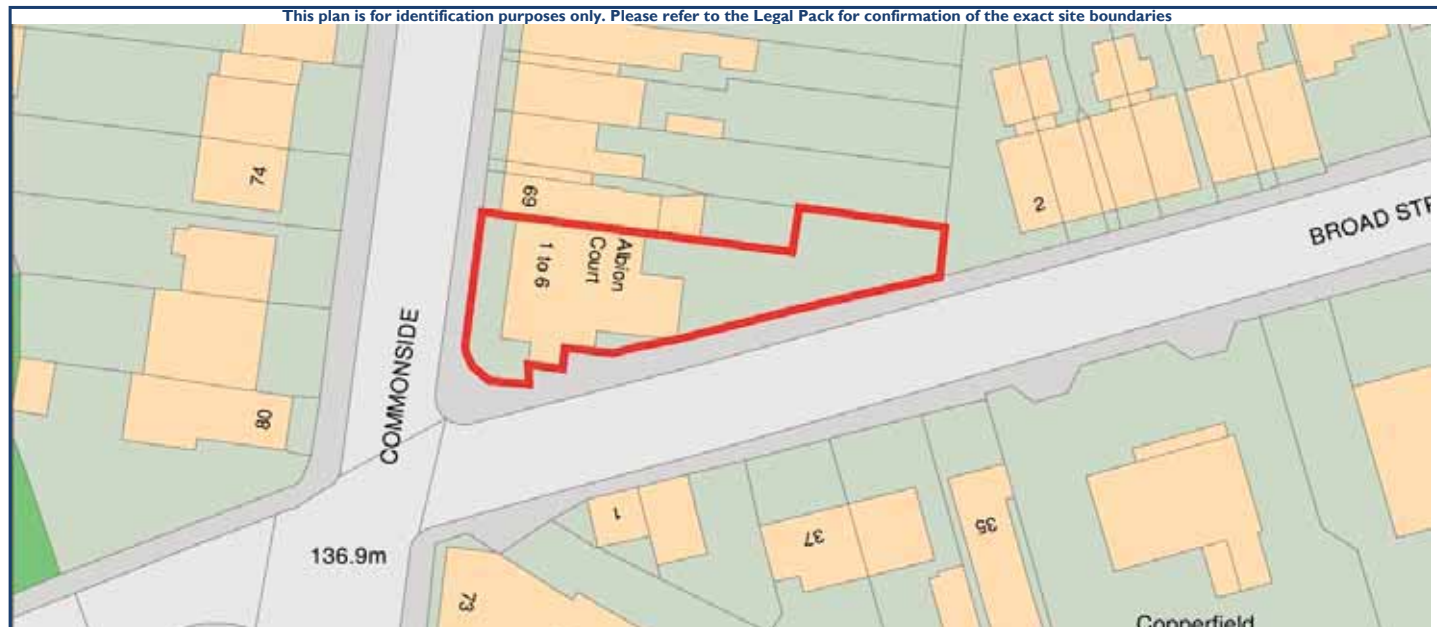 This plan is for identification purposes only. Please refer to the Legal Pack for confirmation of the exact site boundaries
74
69
2
BROAD STR
Albion
Court
1 to 6
COMMONSIDE
80
1
37
35
136.9m
73
Copperfield